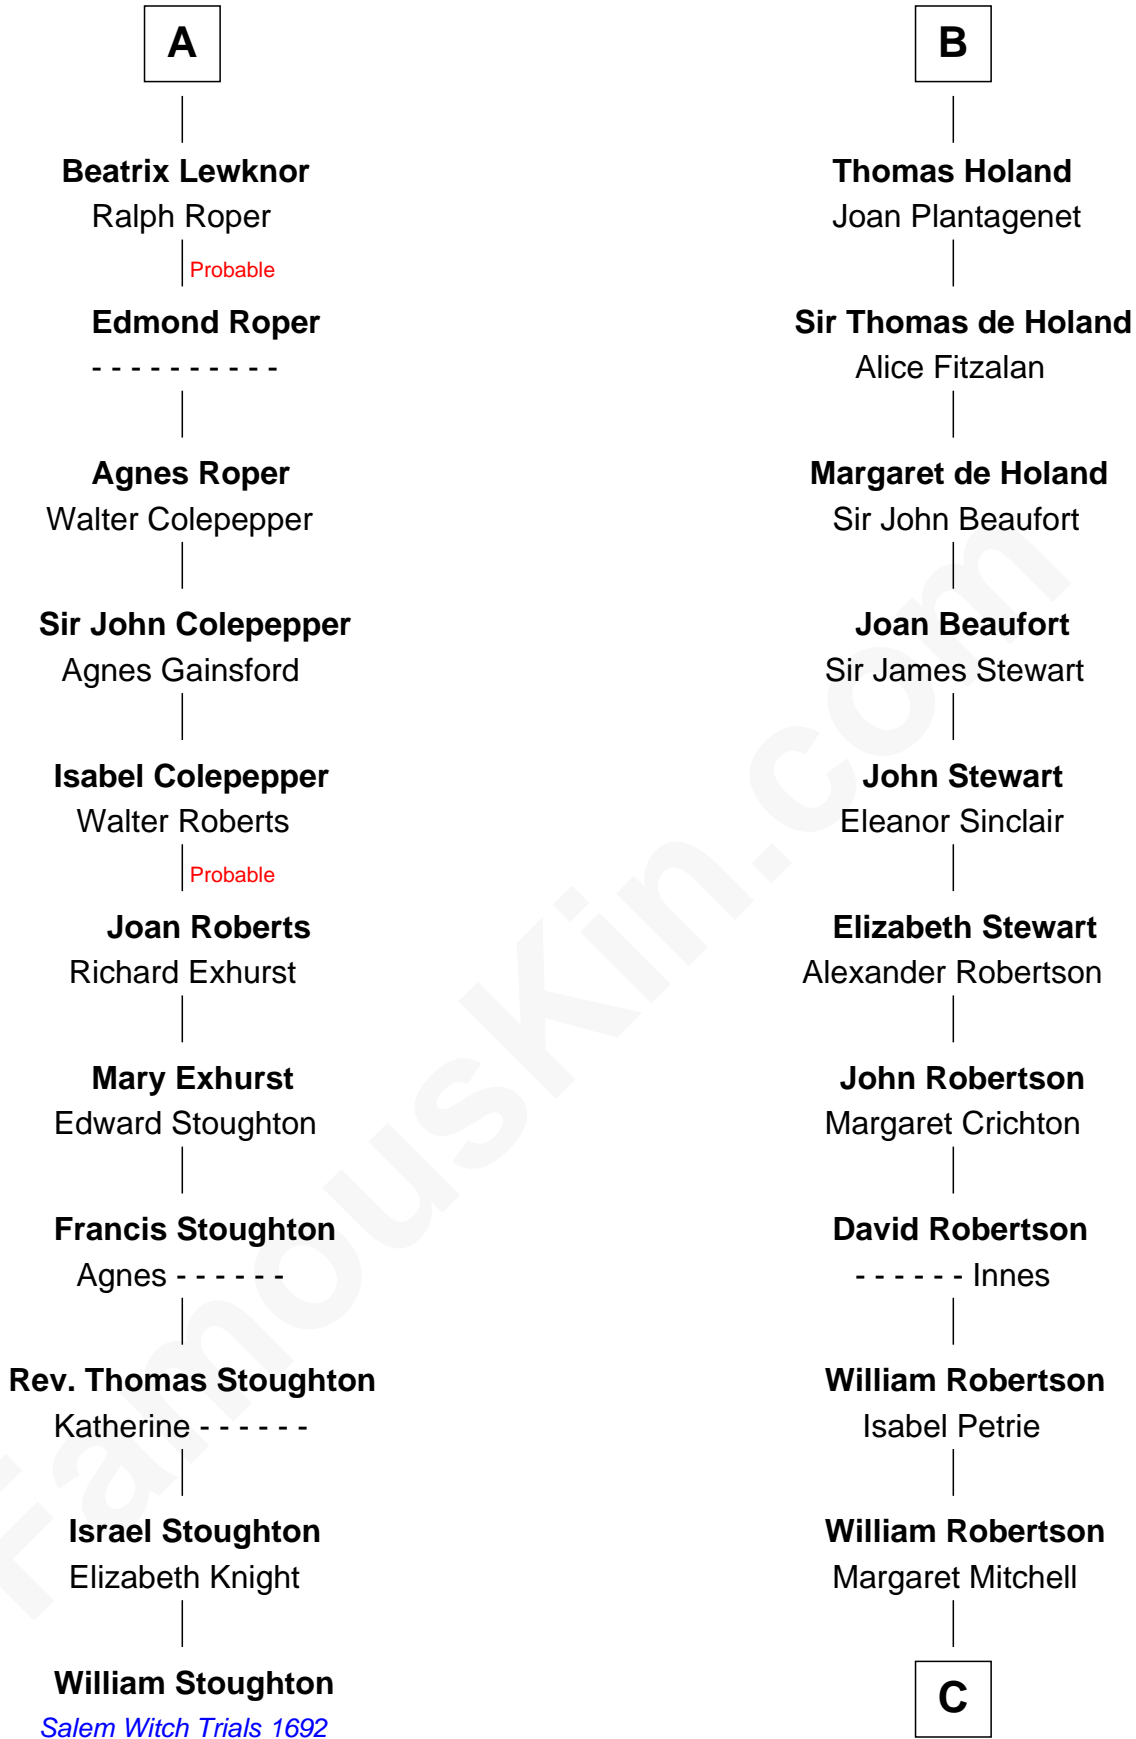 A
Beatrix Lewknor
Ralph Roper
Probable
Edmond Roper
- - - - - - - - - -
Agnes Roper
Walter Colepepper
Sir John Colepepper
Agnes Gainsford
Isabel Colepepper
Walter Roberts
Probable
Joan Roberts
Richard Exhurst
Mary Exhurst
Edward Stoughton
Francis Stoughton
Agnes - - - - - -
Rev. Thomas Stoughton
Katherine - - - - - -
Israel Stoughton
Elizabeth Knight
William Stoughton
Salem Witch Trials 1692
B
Thomas Holand
Joan Plantagenet
Sir Thomas de Holand
Alice Fitzalan
Margaret de Holand
Sir John Beaufort
Joan Beaufort
Sir James Stewart
John Stewart
Eleanor Sinclair
Elizabeth Stewart
Alexander Robertson
John Robertson
Margaret Crichton
David Robertson
- - - - - - Innes
William Robertson
Isabel Petrie
William Robertson
Margaret Mitchell
C
FamousKin.com